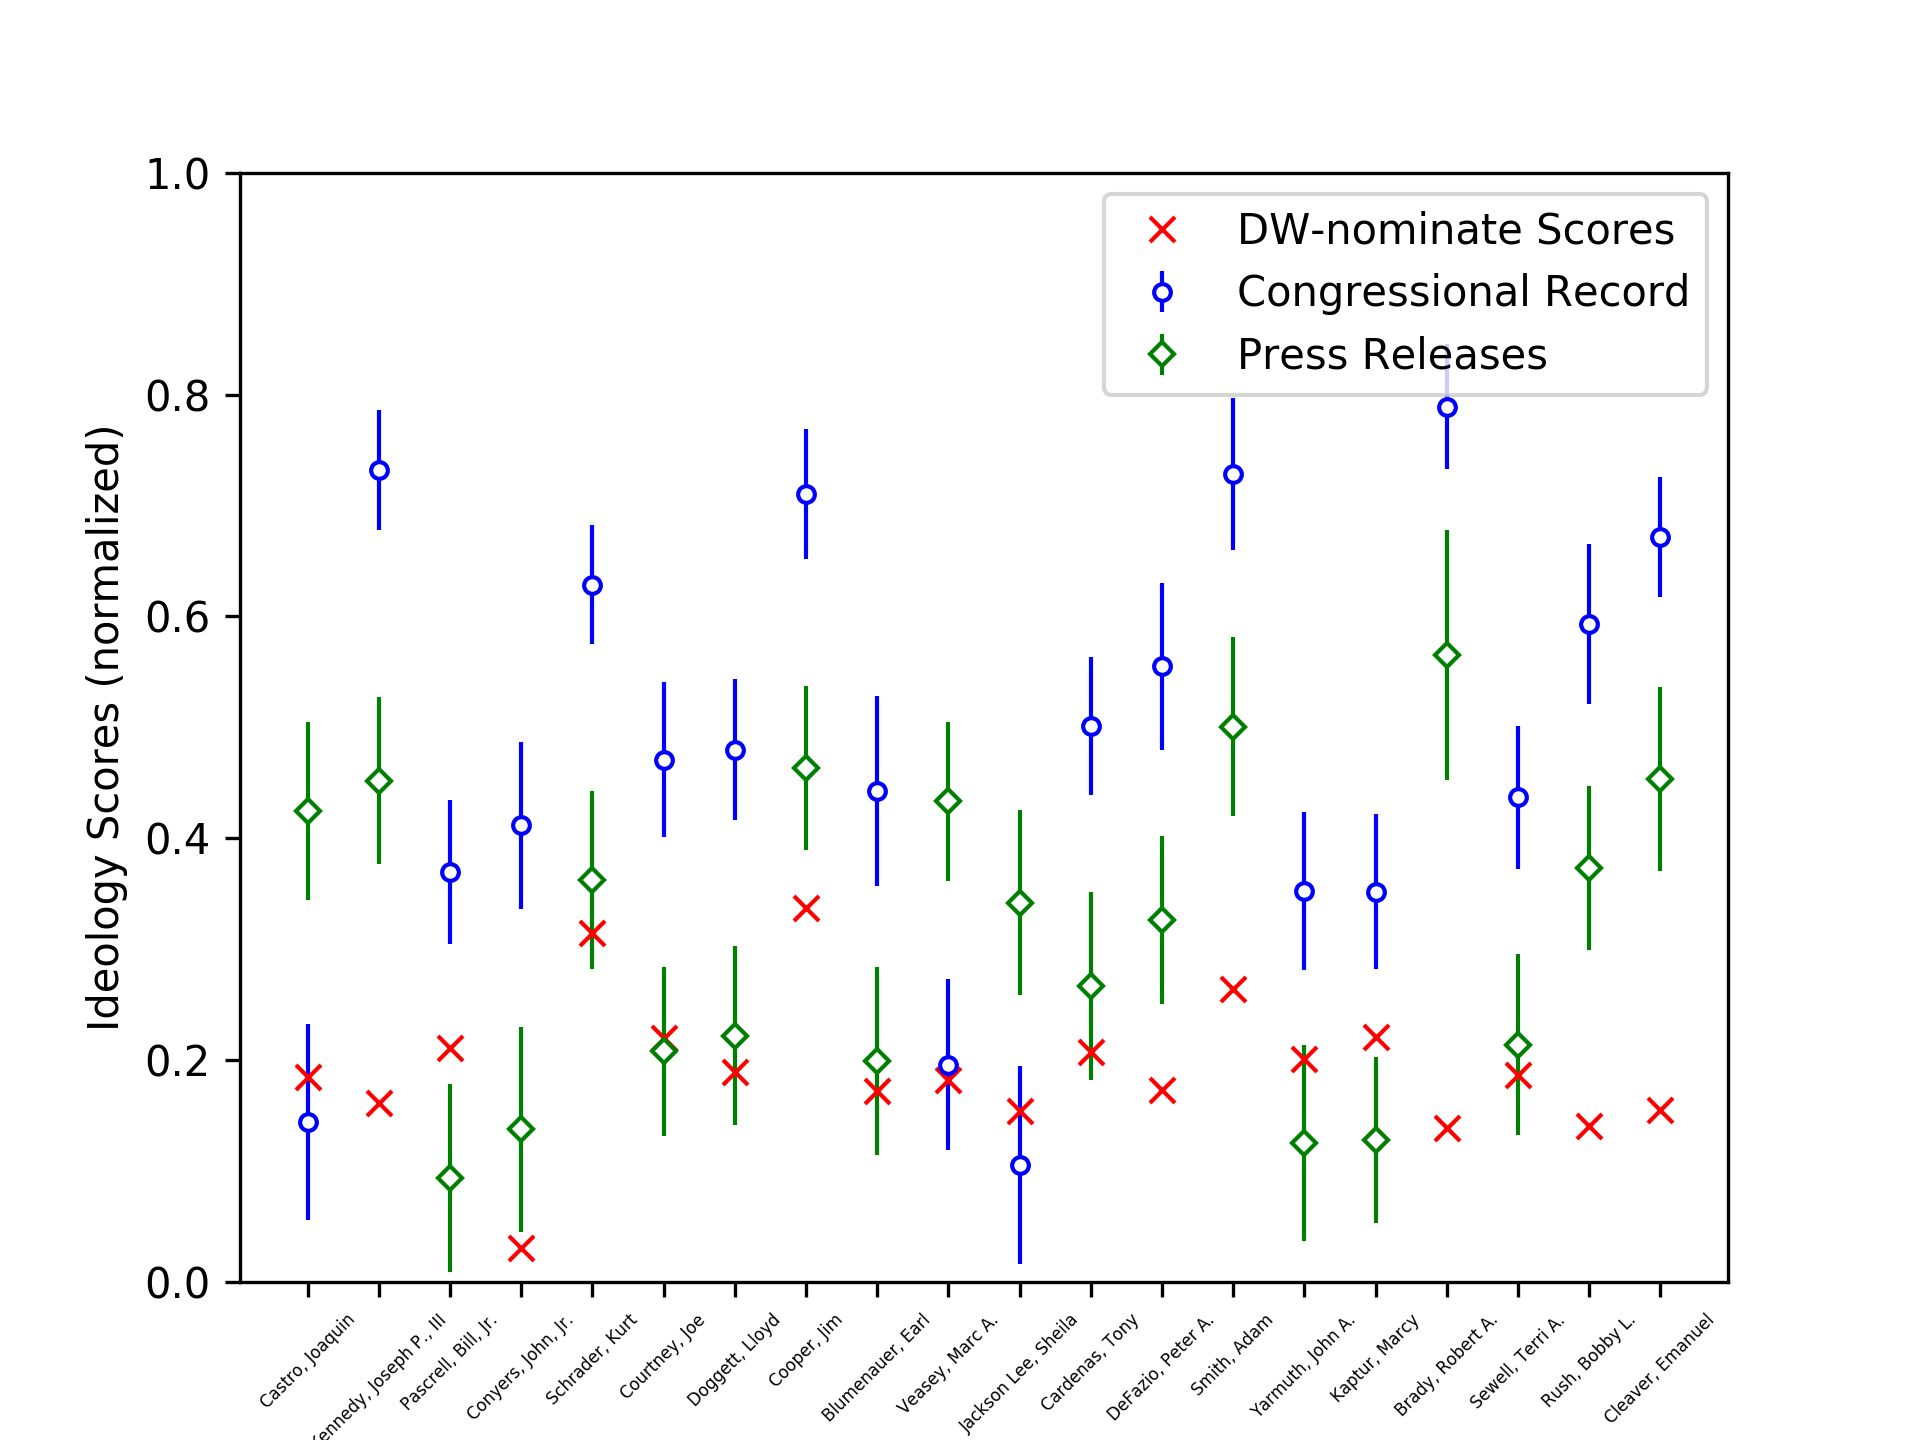 1.0
0.8
0.6
0.4
0.2
0.0
Ideology Scores (normalized)
DW-nominate Scores
Congressional Record
Press Releases
Castro, Joaquin
Kennedy, Joseph P., III
Pascrell, Bill, Jr.
Conyers, John, Jr.
Schrader, Kurt
Courtney, Joe
Doggett, Lloyd
Cooper, Jim
Blumenauer, Earl
Veasey, Marc A.
Jackson Lee, Sheila
Cardenas, Tony
DeFazio, Peter A.
Smith, Adam
Yarmuth, John A.
Kaptur, Marcy
Brady, Robert A.
Sewell, Terri A.
Rush, Bobby L.
Cleaver, Emanuel